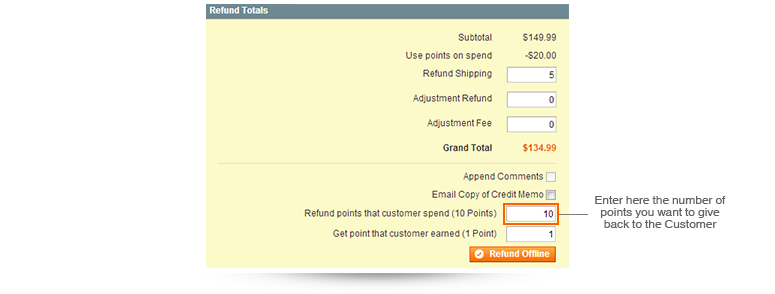 Refund Totals
Subtotal $149.99
Use points on spend -$20.00
Refund Shipping 5
Adjustment Refund 0
Adjustment Fee 0
Grand Total $134.99
Append Comments
Email Copy of Credit Memo
Refund points that customer spend (10 Points) 10
Get point that customer earned (1 Point) 1
Refund Offline
Enter here the number of
points you want to give
back to the Customer